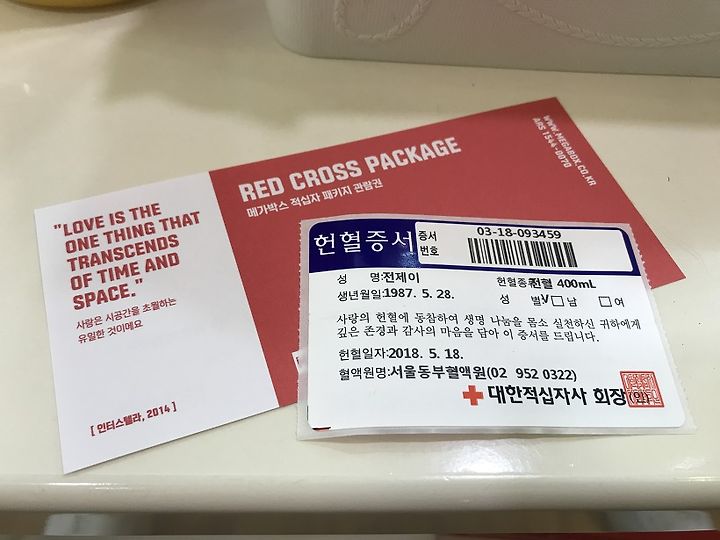 "LOVE IS THE
ONE THING THAT
TRANSCENDS
OF TIME AND
SPACE."
사랑은 시공간을 초월하는
유일한 것이에요
[ 인터스텔라, 2014 ]
RED CROSS PACKAGE
메가박스 적십자 패키지 관람권
WWW.MEGABOX.CO.KR
ARS 1544-0070
헌혈증서
증서
번호
03-18-093459
성 명:전제이
헌혈종류:전혈 400mL
생년월일:1987. 5. 28.
성 별:V□남 □여
사랑의 헌혈에 동참하여 생명 나눔을 몸소 실천하신 귀하에게
깊은 존경과 감사의 마음을 담아 이 증서를 드립니다.
헌혈일자:2018. 5. 18.
혈액원명:서울동부혈액원(02 952 0322)
대한적십자사 회장(인)